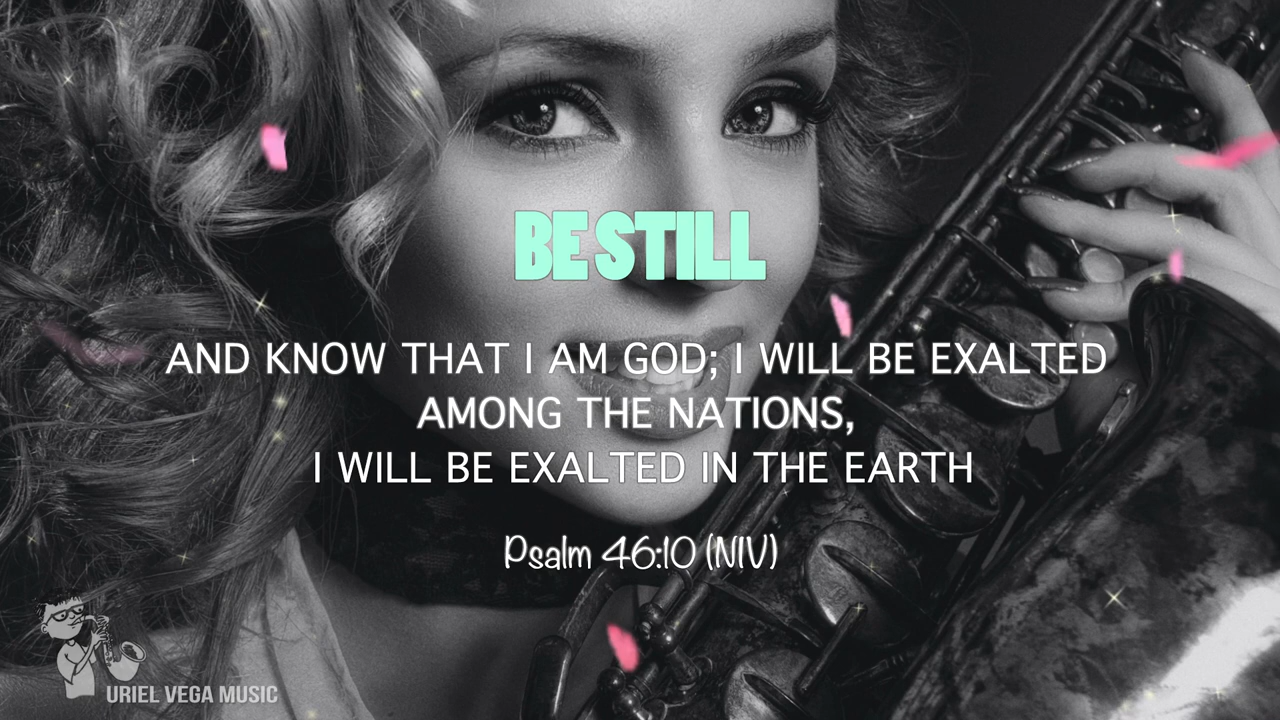 BE STILL
AND KNOW THAT I AM GOD; I WILL BE EXALTED
AMONG THE NATIONS,
I WILL BE EXALTED IN THE EARTH
Psalm 46:10 (NIV)
URIEL VEGA MUSIC